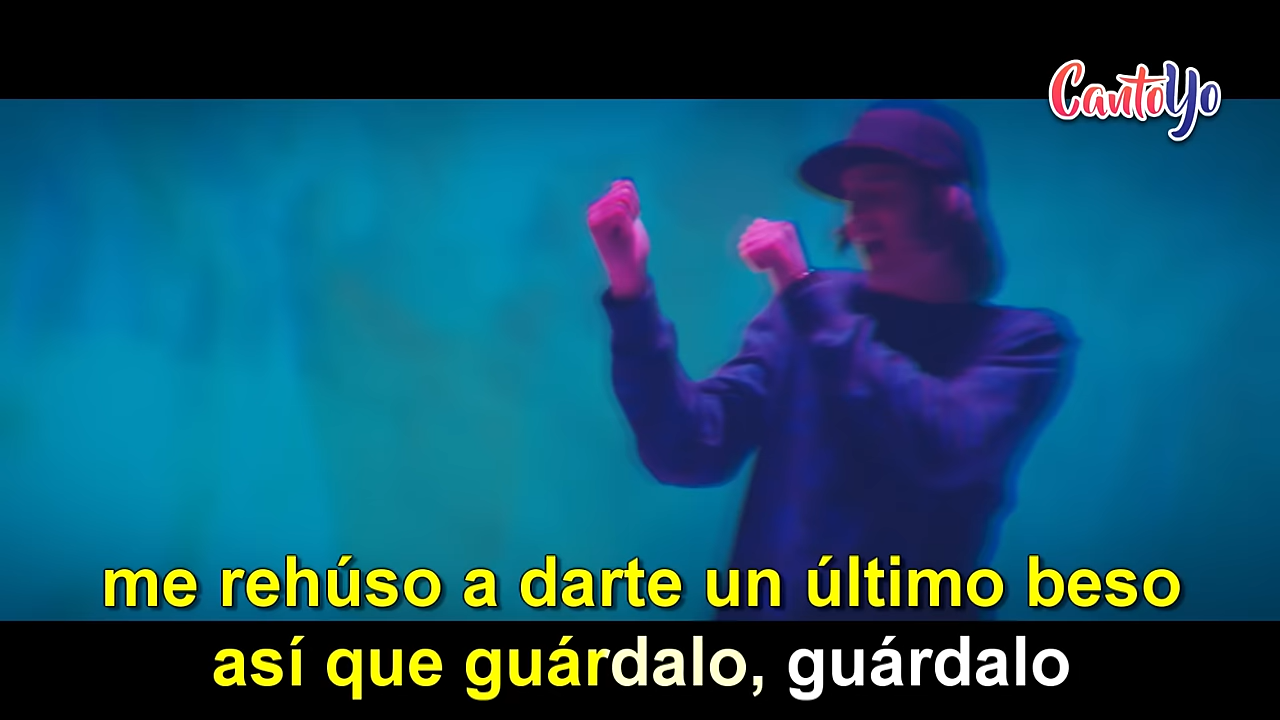 CantoYo
me rehúso a darte un último beso
así que guárdalo, guárdalo